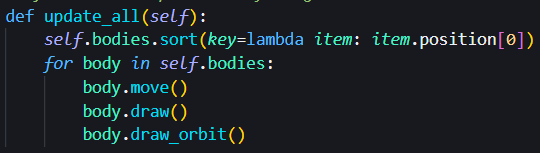 def update_all(self):
    self.bodies.sort(key=lambda item: item.position[0])
    for body in self.bodies:
        body.move()
        body.draw()
        body.draw_orbit()